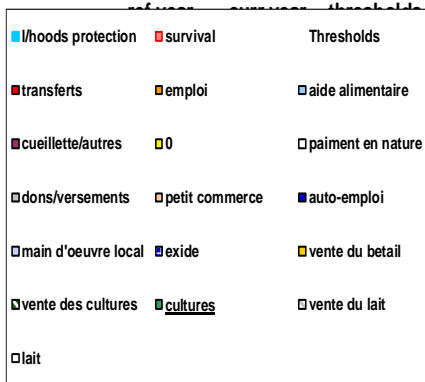 ref year curr year thresholds
l/hoods protection survival Thresholds
transferts emploi aide alimentaire
cueillette/autres 0 paiment en nature
dons/versements petit commerce auto-emploi
main d'oeuvre local exide vente du betail
vente des cultures cultures vente du lait
lait